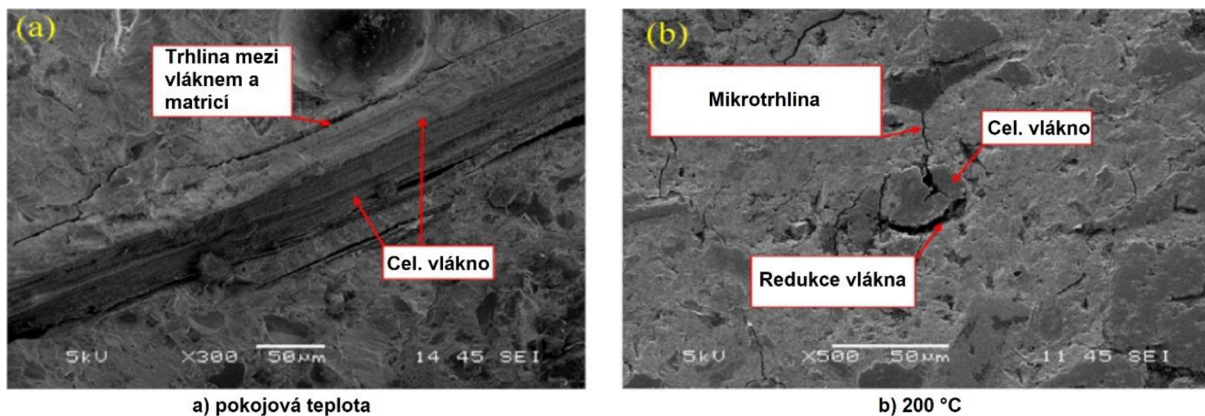 (a)
Trhlina mezi
vláknem a
matricí
Cel. vlákno
5kV X300 50µm 14 45 SEI
a) pokojová teplota
(b)
Mikrotrhlina
Cel. vlákno
Redukce vlákna
5kV X500 50µm 11 45 SEI
b) 200 °C